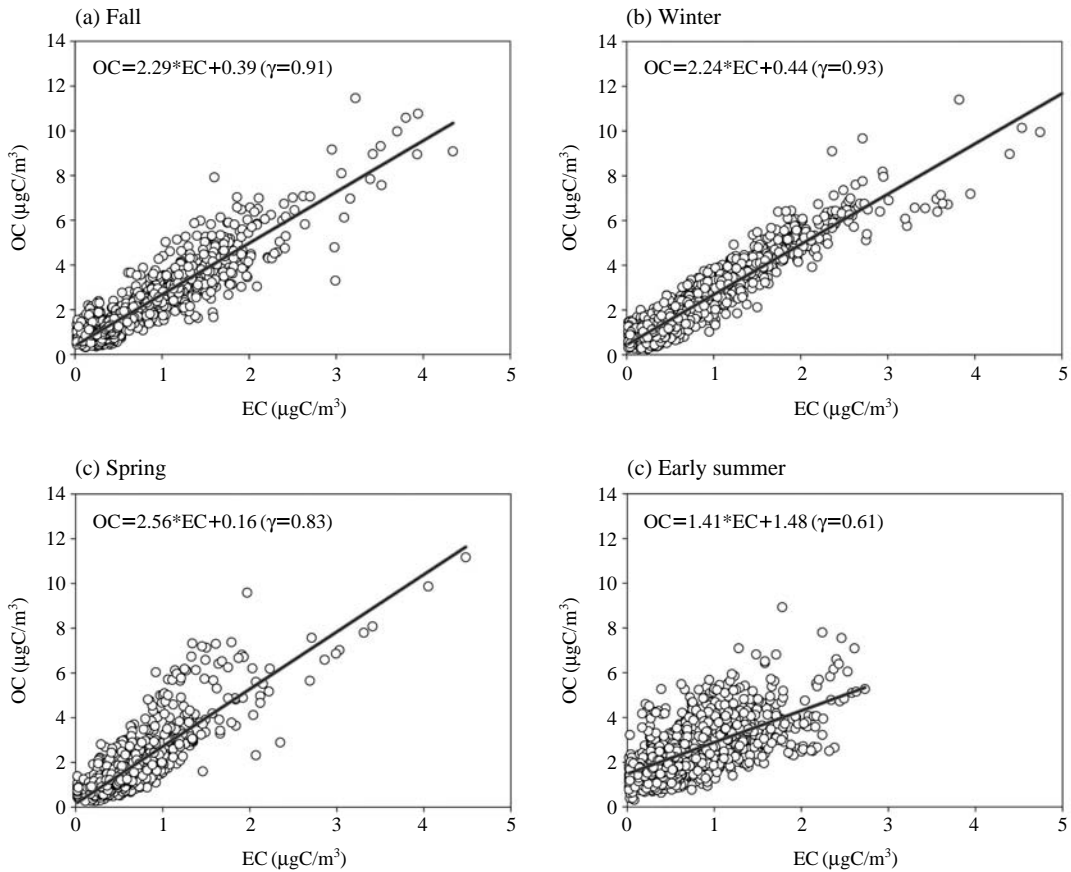 (a) Fall
OC=2.29*EC+0.39 (γ=0.91)
14
12
10
8
6
4
2
0
OC (μgC/m³)
0 1 2 3 4 5
EC (μgC/m³)
(b) Winter
OC=2.24*EC+0.44 (γ=0.93)
14
12
10
8
6
4
2
0
OC (μgC/m³)
0 1 2 3 4 5
EC (μgC/m³)
(c) Spring
OC=2.56*EC+0.16 (γ=0.83)
14
12
10
8
6
4
2
0
OC (μgC/m³)
0 1 2 3 4 5
EC (μgC/m³)
(c) Early summer
OC=1.41*EC+1.48 (γ=0.61)
14
12
10
8
6
4
2
0
OC (μgC/m³)
0 1 2 3 4 5
EC (μgC/m³)